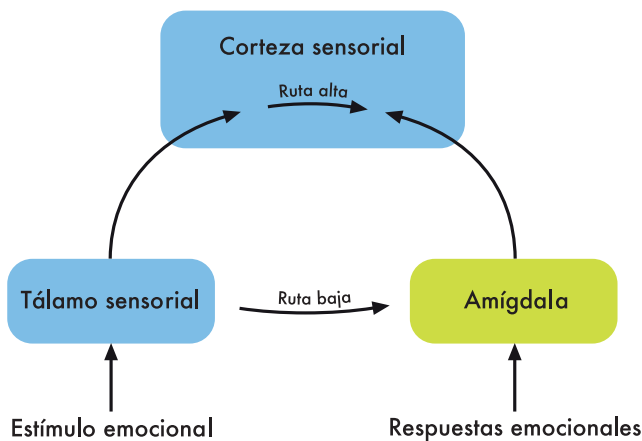 Corteza sensorial
Ruta alta
Tálamo sensorial
Ruta baja
Amígdala
Estímulo emocional
Respuestas emocionales